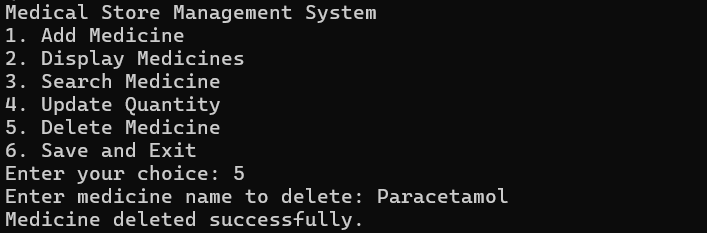 Medical Store Management System
1. Add Medicine
2. Display Medicines
3. Search Medicine
4. Update Quantity
5. Delete Medicine
6. Save and Exit
Enter your choice: 5
Enter medicine name to delete: Paracetamol
Medicine deleted successfully.